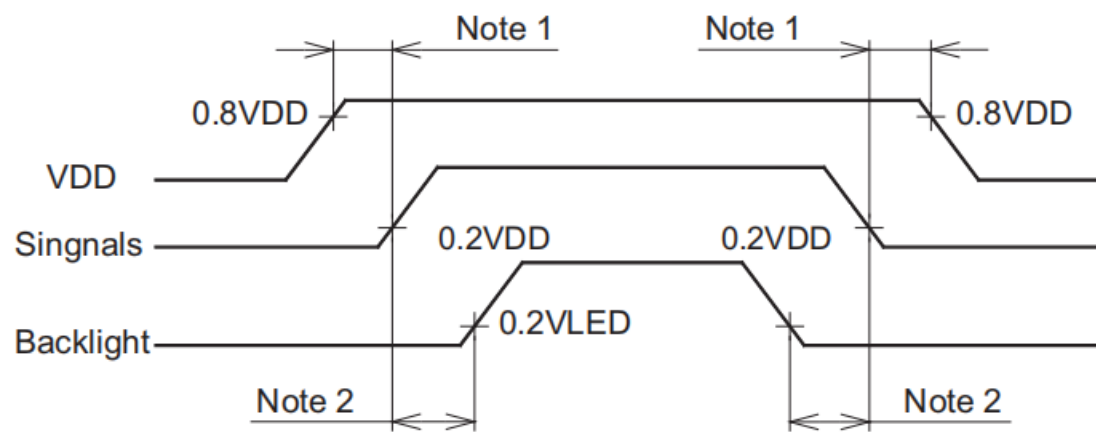 Note 1
Note 1
0.8VDD
0.8VDD
VDD
Singnals
0.2VDD
0.2VDD
0.2VLED
Backlight
Note 2
Note 2